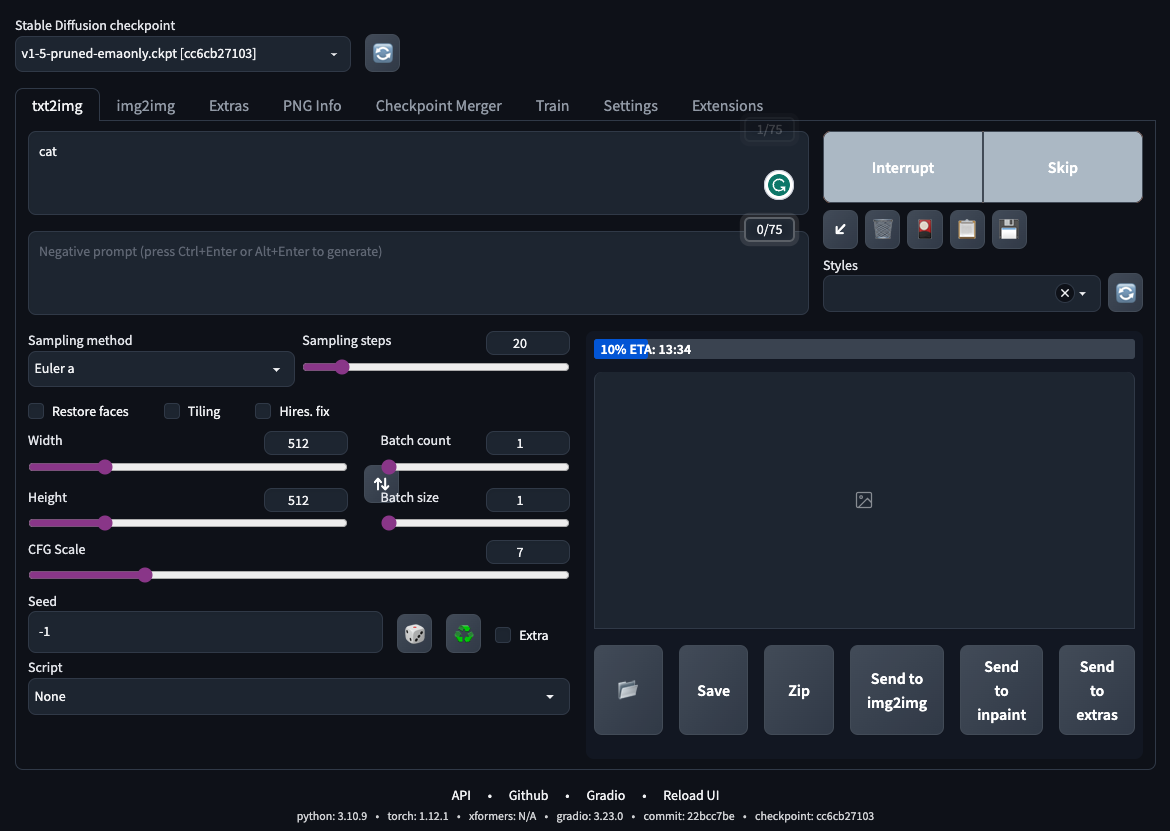 Stable Diffusion checkpoint
v1-5-pruned-emaonly.ckpt [cc6cb27103]
txt2img img2img Extras PNG Info Checkpoint Merger Train Settings Extensions
1/75
cat
Interrupt Skip
0/75
Negative prompt (press Ctrl+Enter or Alt+Enter to generate)
Styles
Sampling method
Euler a
Sampling steps 20
10% ETA: 13:34
Restore faces Tiling Hires. fix
Width 512
Batch count 1
Height 512
Batch size 1
CFG Scale 7
Seed
-1
Extra
Script
None
Save
Zip
Send to
img2img
Send
to
inpaint
Send
to
extras
API • Github • Gradio • Reload UI
python: 3.10.9 • torch: 1.12.1 • xformers: N/A • gradio: 3.23.0 • commit: 22bcc7be • checkpoint: cc6cb27103